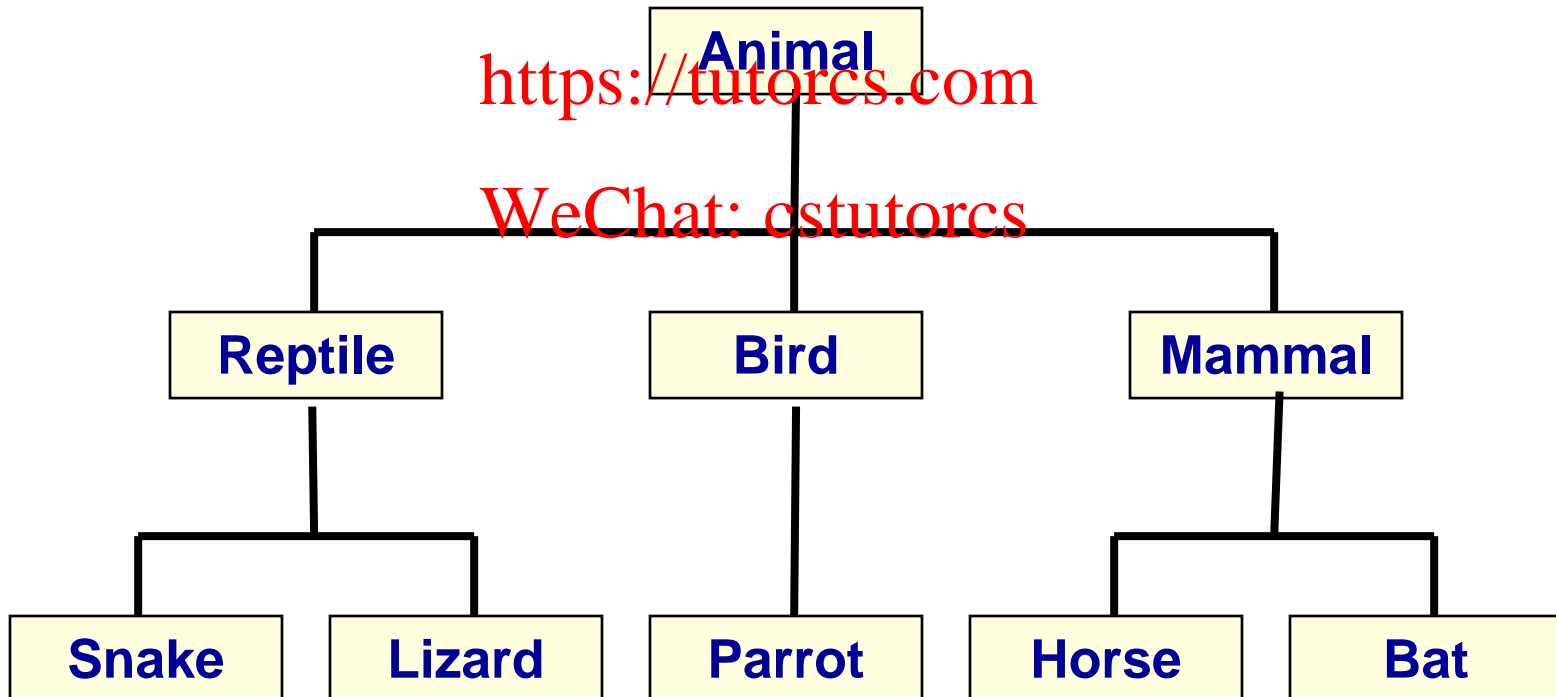 Animal
https://tutorcs.com
WeChat: cstutorcs
Reptile
Bird
Mammal
Snake
Lizard
Parrot
Horse
Bat